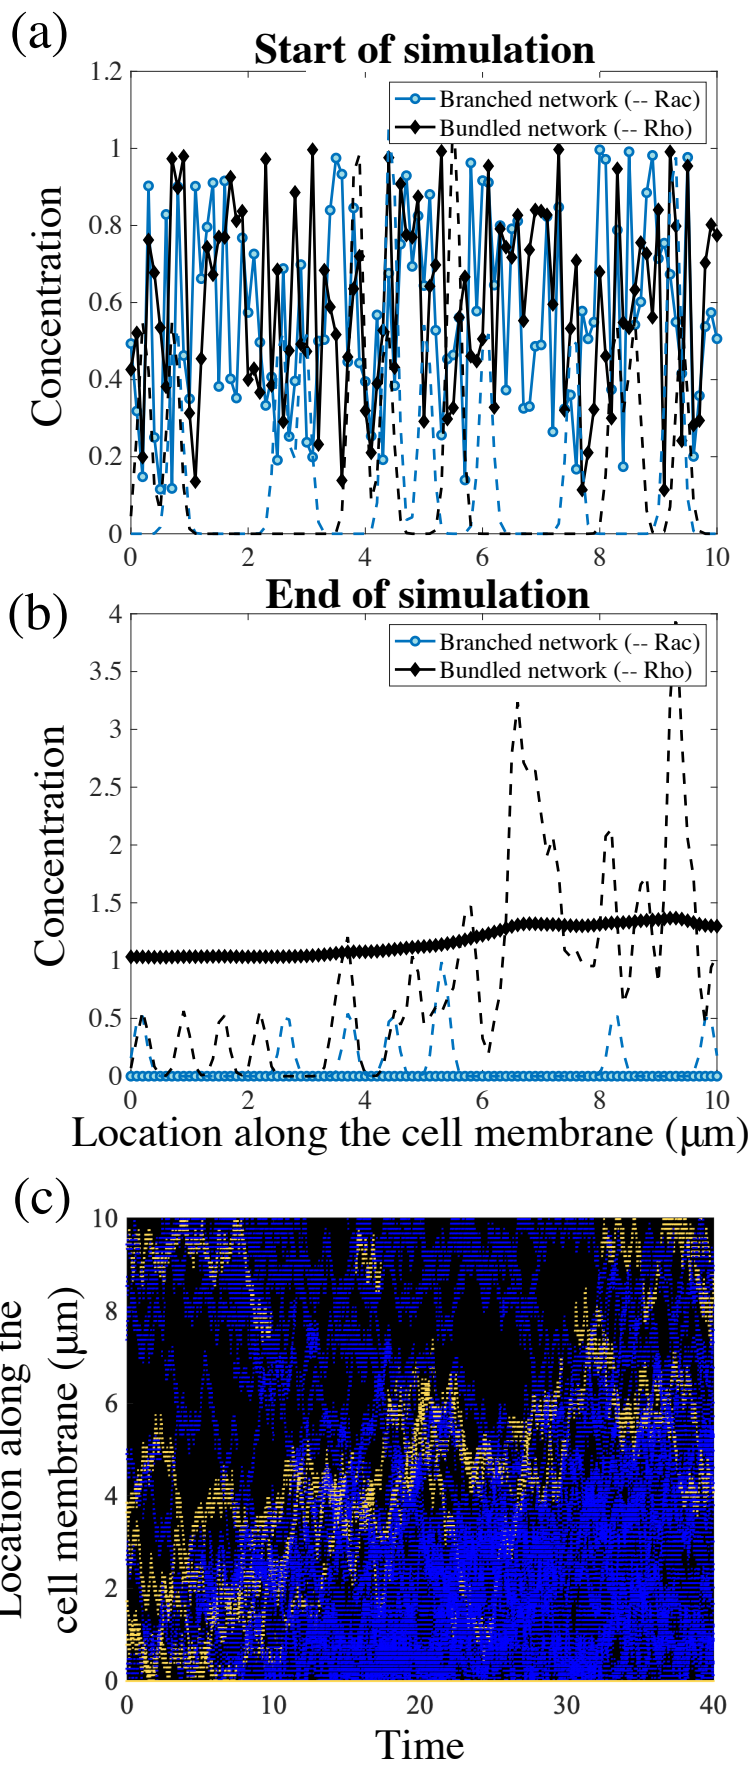 (a)
Start of simulation
1.2
1
0.8
0.6
0.4
0.2
0
Concentration
Branched network (-- Rac)
Bundled network (-- Rho)
0 2 4 6 8 10
(b)
End of simulation
4
3.5
3
2.5
2
1.5
1
0.5
0
Concentration
Branched network (-- Rac)
Bundled network (-- Rho)
0 2 4 6 8 10
Location along the cell membrane (μm)
(c)
10
8
6
4
2
0
Location along the
cell membrane (μm)
0 10 20 30 40
Time